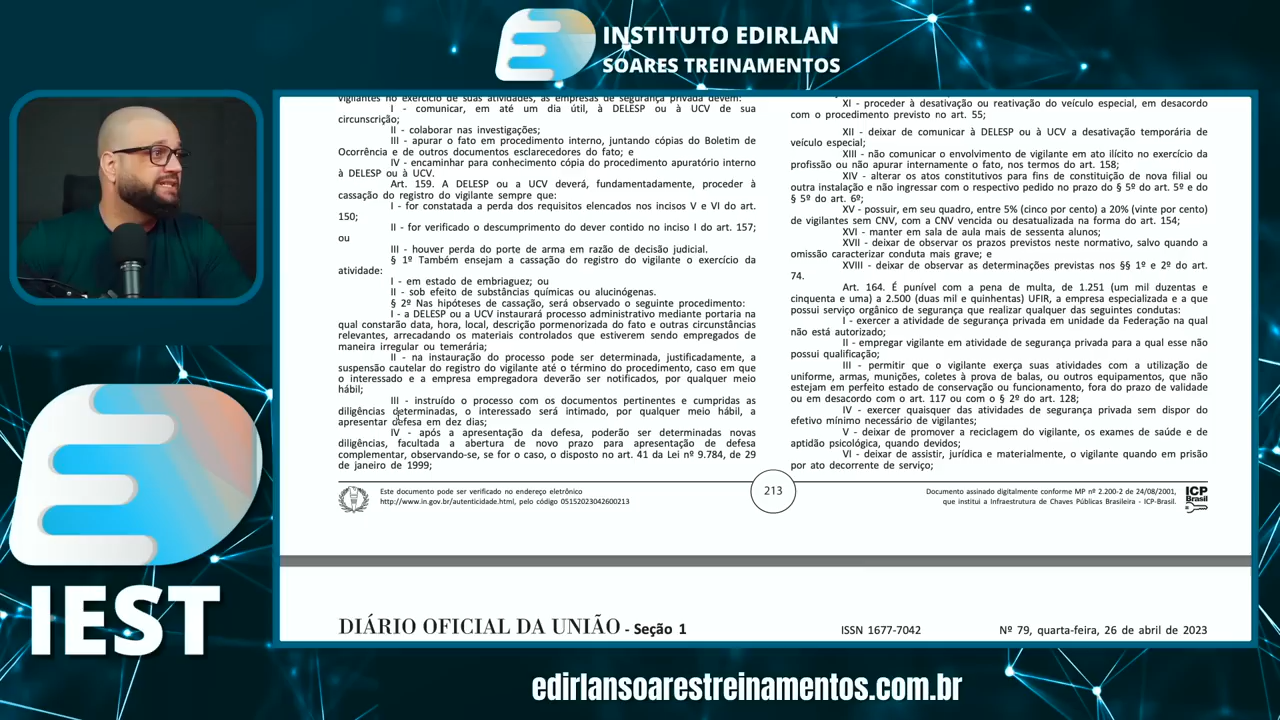 INSTITUTO EDIRLAN
SOARES TREINAMENTOS
vigilantes no exercício de suas atividades, as empresas de segurança privada devem:
I - comunicar, em até um dia útil, à DELESP ou à UCV de sua
circunscrição;
II - colaborar nas investigações;
III - apurar o fato em procedimento interno, juntando cópias do Boletim de
Ocorrência e de outros documentos esclarecedores do fato; e
IV - encaminhar para conhecimento cópia do procedimento apuratório interno
à DELESP ou à UCV.
Art. 159. A DELESP ou a UCV deverá, fundamentadamente, proceder à
cassação do registro do vigilante sempre que:
I - for constatada a perda dos requisitos elencados nos incisos V e VI do art.
150;
II - for verificado o descumprimento do dever contido no inciso I do art. 157;
ou
III - houver perda do porte de arma em razão de decisão judicial.
§ 1º Também ensejam a cassação do registro do vigilante o exercício da
atividade:
I - em estado de embriaguez; ou
II - sob efeito de substâncias químicas ou alucinógenas.
§ 2º Nas hipóteses de cassação, será observado o seguinte procedimento:
I - a DELESP ou a UCV instaurará processo administrativo mediante portaria na
qual constarão data, hora, local, descrição pormenorizada do fato e outras circunstâncias
relevantes, arrecadando os materiais controlados que estiverem sendo empregados de
maneira irregular ou temerária;
II - na instauração do processo pode ser determinada, justificadamente, a
suspensão cautelar do registro do vigilante até o término do procedimento, caso em que
o interessado e a empresa empregadora deverão ser notificados, por qualquer meio
hábil;
III - instruído o processo com os documentos pertinentes e cumpridas as
diligências determinadas, o interessado será intimado, por qualquer meio hábil, a
apresentar defesa em dez dias;
IV - após a apresentação da defesa, poderão ser determinadas novas
diligências, facultada a abertura de novo prazo para apresentação de defesa
complementar, observando-se, se for o caso, o disposto no art. 41 da Lei nº 9.784, de 29
de janeiro de 1999;
XI - proceder à desativação ou reativação do veículo especial, em desacordo
com o procedimento previsto no art. 55;
XII - deixar de comunicar à DELESP ou à UCV a desativação temporária de
veículo especial;
XIII - não comunicar o envolvimento de vigilante em ato ilícito no exercício da
profissão ou não apurar internamente o fato, nos termos do art. 158;
XIV - alterar os atos constitutivos para fins de constituição de nova filial ou
outra instalação e não ingressar com o respectivo pedido no prazo do § 5º do art. 5º e do
§ 5º do art. 6º;
XV - possuir, em seu quadro, entre 5% (cinco por cento) a 20% (vinte por cento)
de vigilantes sem CNV, com a CNV vencida ou desatualizada na forma do art. 154;
XVI - manter em sala de aula mais de sessenta alunos;
XVII - deixar de observar os prazos previstos neste normativo, salvo quando a
omissão caracterizar conduta mais grave; e
XVIII - deixar de observar as determinações previstas nos §§ 1º e 2º do art.
74.
Art. 164. É punível com a pena de multa, de 1.251 (um mil duzentas e
cinquenta e uma) a 2.500 (duas mil e quinhentas) UFIR, a empresa especializada e a que
possui serviço orgânico de segurança que realizar qualquer das seguintes condutas:
I - exercer a atividade de segurança privada em unidade da Federação na qual
não está autorizado;
II - empregar vigilante em atividade de segurança privada para a qual esse não
possui qualificação;
III - permitir que o vigilante exerça suas atividades com a utilização de
uniforme, armas, munições, coletes à prova de balas, ou outros equipamentos, que não
estejam em perfeito estado de conservação ou funcionamento, fora do prazo de validade
ou em desacordo com o art. 117 ou com o § 2º do art. 128;
IV - exercer quaisquer das atividades de segurança privada sem dispor do
efetivo mínimo necessário de vigilantes;
V - deixar de promover a reciclagem do vigilante, os exames de saúde e de
aptidão psicológica, quando devidos;
VI - deixar de assistir, jurídica e materialmente, o vigilante quando em prisão
por ato decorrente de serviço;
Este documento pode ser verificado no endereço eletrônico
http://www.in.gov.br/autenticidade.html, pelo código 05152023042600213
213
Documento assinado digitalmente conforme MP nº 2.200-2 de 24/08/2001,
que institui a Infraestrutura de Chaves Públicas Brasileira - ICP-Brasil.
ICP
Brasil
DIÁRIO OFICIAL DA UNIÃO - Seção 1
ISSN 1677-7042
Nº 79, quarta-feira, 26 de abril de 2023
IEST
edirlansoarestreinamentos.com.br